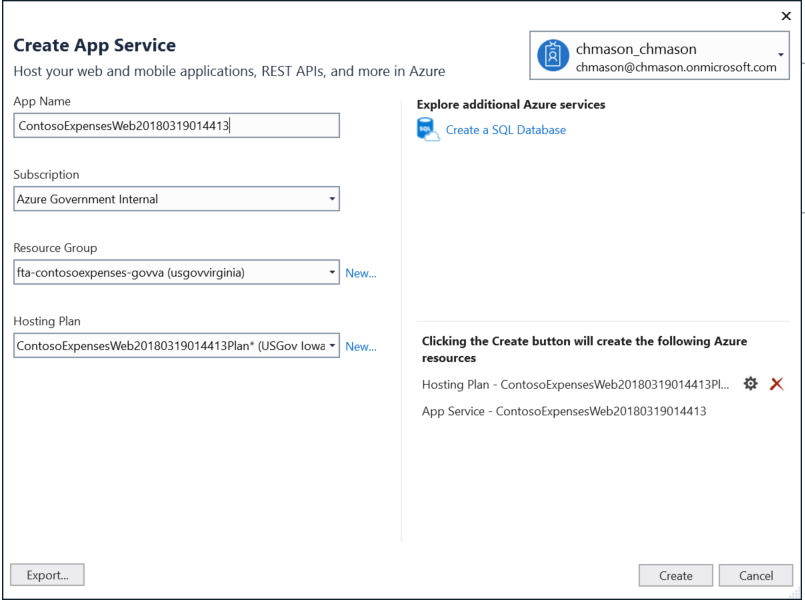 Create App Service
Host your web and mobile applications, REST APIs, and more in Azure
chmason_chmason
chmason@chmason.onmicrosoft.com
App Name
ContosoExpensesWeb20180319014413
Subscription
Azure Government Internal
Resource Group
fta-contosoexpenses-govva (usgovvirginia)
New...
Hosting Plan
ContosoExpensesWeb20180319014413Plan* (USGov Iowa
New...
Explore additional Azure services
SQL
Create a SQL Database
Clicking the Create button will create the following Azure
resources
Hosting Plan - ContosoExpensesWeb20180319014413Pl...
App Service - ContosoExpensesWeb20180319014413
Export...
Create
Cancel